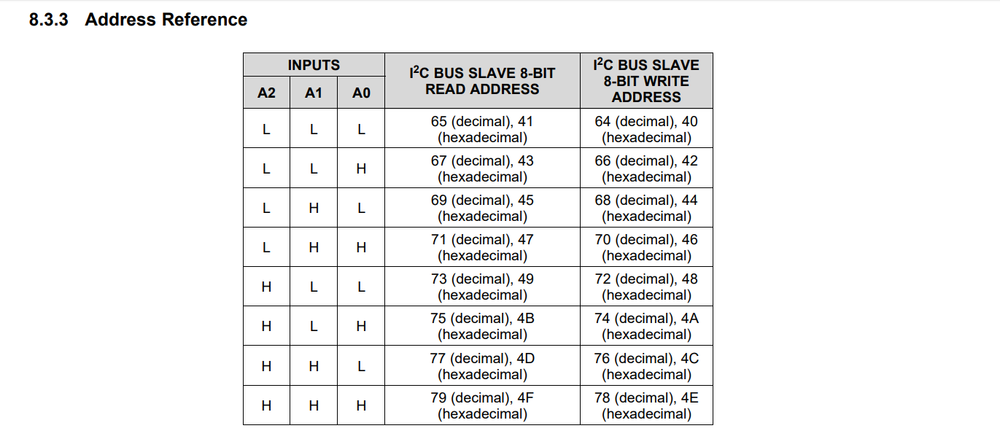 8.3.3 Address Reference
INPUTS
I²C BUS SLAVE 8-BIT
READ ADDRESS
I²C BUS SLAVE
8-BIT WRITE
ADDRESS
A2 A1 A0
L L L 65 (decimal), 41 (hexadecimal) 64 (decimal), 40 (hexadecimal)
L L H 67 (decimal), 43 (hexadecimal) 66 (decimal), 42 (hexadecimal)
L H L 69 (decimal), 45 (hexadecimal) 68 (decimal), 44 (hexadecimal)
L H H 71 (decimal), 47 (hexadecimal) 70 (decimal), 46 (hexadecimal)
H L L 73 (decimal), 49 (hexadecimal) 72 (decimal), 48 (hexadecimal)
H L H 75 (decimal), 4B (hexadecimal) 74 (decimal), 4A (hexadecimal)
H H L 77 (decimal), 4D (hexadecimal) 76 (decimal), 4C (hexadecimal)
H H H 79 (decimal), 4F (hexadecimal) 78 (decimal), 4E (hexadecimal)